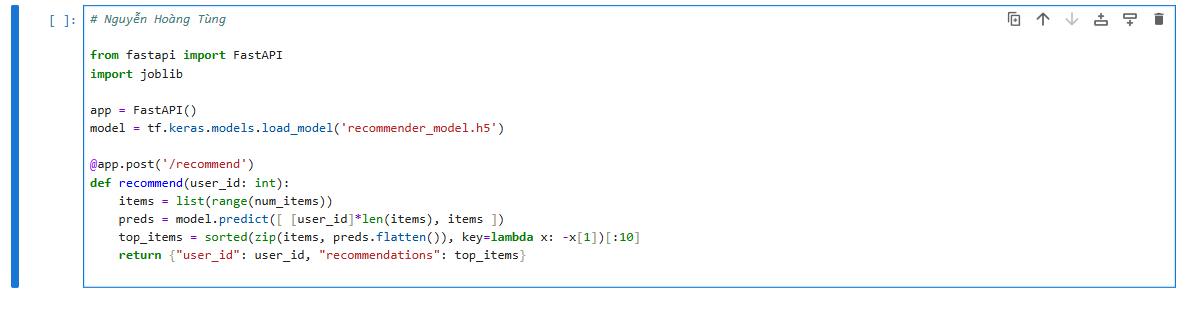 [ ]: # Nguyễn Hoàng Tùng
from fastapi import FastAPI
import joblib
app = FastAPI()
model = tf.keras.models.load_model('recommender_model.h5')
@app.post('/recommend')
def recommend(user_id: int):
    items = list(range(num_items))
    preds = model.predict([ [user_id]*len(items), items ])
    top_items = sorted(zip(items, preds.flatten()), key=lambda x: -x[1])[:10]
    return {"user_id": user_id, "recommendations": top_items}